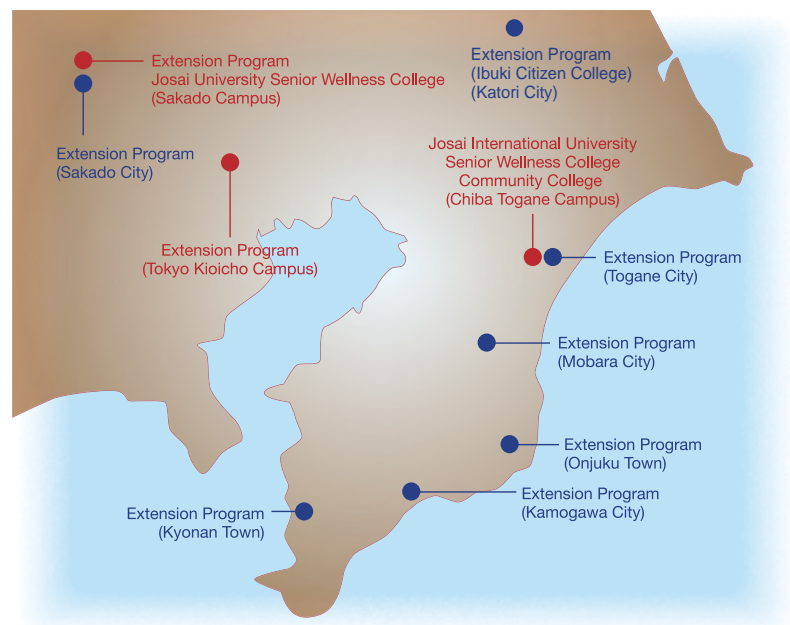 Extension Program
Josai University Senior Wellness College
(Sakado Campus)
Extension Program
(Ibuki Citizen College)
(Katori City)
Extension Program
(Sakado City)
Josai International University
Senior Wellness College
Community College
(Chiba Togane Campus)
Extension Program
(Tokyo Kioicho Campus)
Extension Program
(Togane City)
Extension Program
(Mobara City)
Extension Program
(Onjuku Town)
Extension Program
(Kamogawa City)
Extension Program
(Kyonan Town)